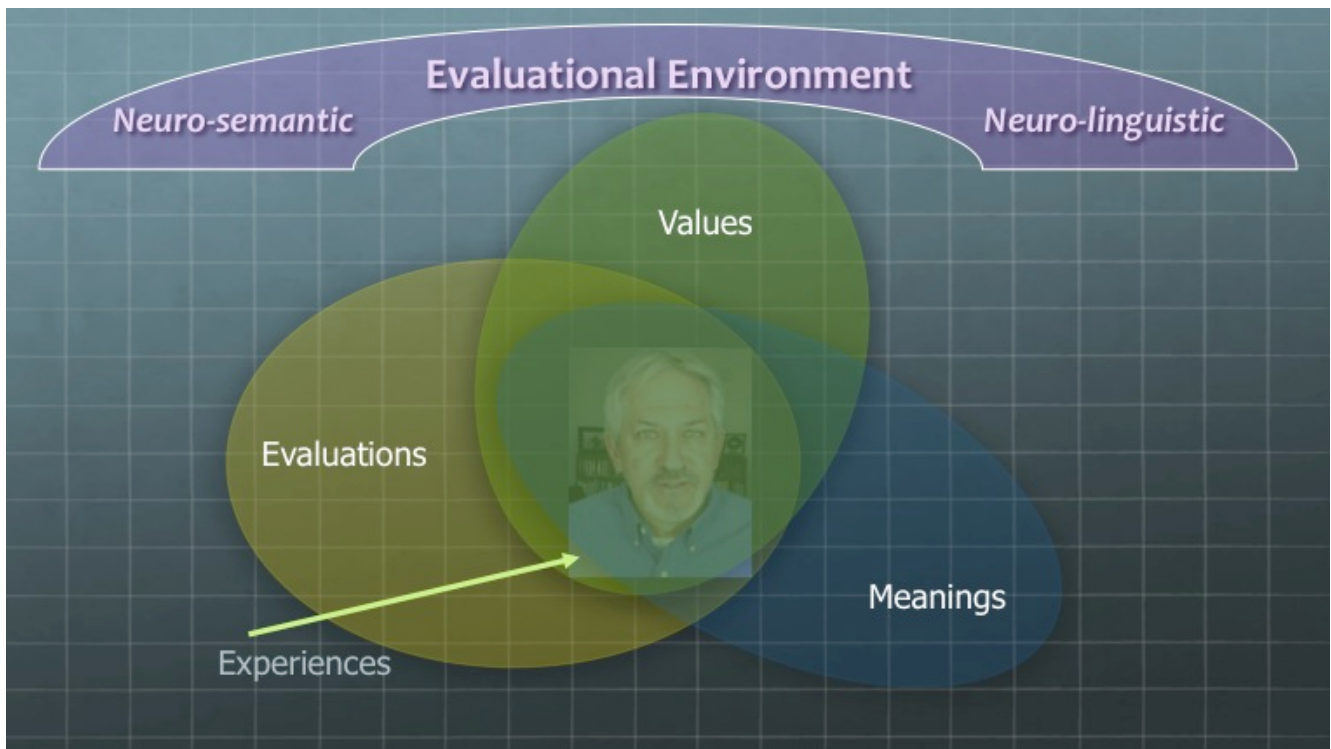 Evaluational Environment
Neuro-semantic
Neuro-linguistic
Values
Evaluations
Meanings
Experiences